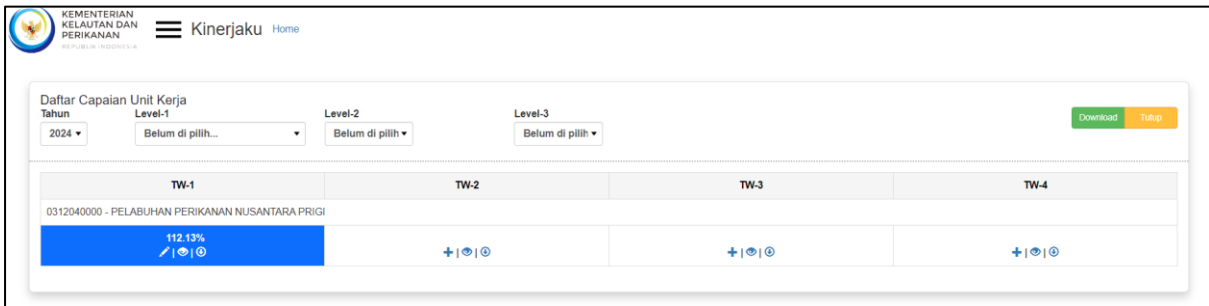 KEMENTERIAN
KELAUTAN DAN
PERIKANAN
REPUBLIK INDONESIA
Kinerjaku Home
Daftar Capaian Unit Kerja
Tahun Level-1 Level-2 Level-3
2024 Belum di pilih... Belum di pilih Belum di pilih Download Tutup
TW-1 TW-2 TW-3 TW-4
0312040000 - PELABUHAN PERIKANAN NUSANTARA PRIGI
112.13%